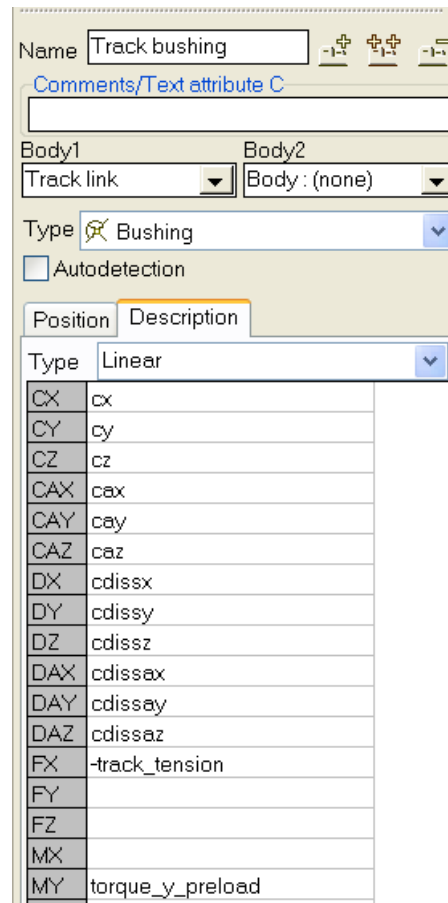 Name Track bushing
Comments/Text attribute C
Body1 Body2
Track link Body : (none)
Type Bushing
Autodetection
Position Description
Type Linear
CX cx
CY cy
CZ cz
CAX cax
CAY cay
CAZ caz
DX cdissx
DY cdissy
DZ cdissz
DAX cdissax
DAY cdissay
DAZ cdissaz
FX -track_tension
FY
FZ
MX
MY torque_y_preload